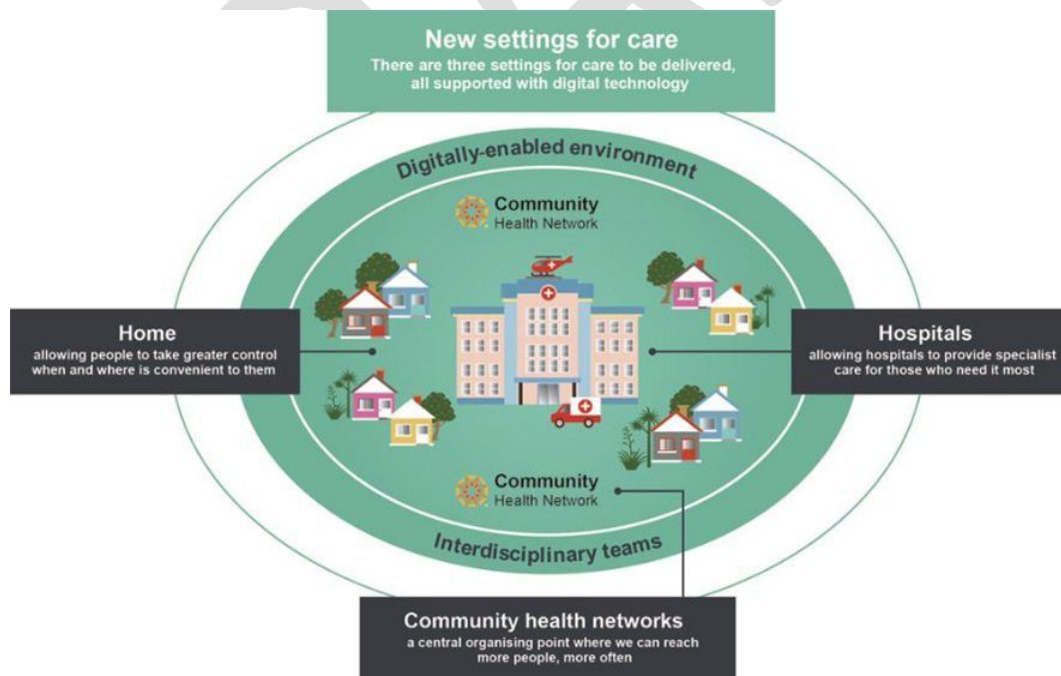 New settings for care
There are three settings for care to be delivered,
all supported with digital technology
Digitally-enabled environment
Community
Health Network
Home
allowing people to take greater control
when and where is convenient to them
Hospitals
allowing hospitals to provide specialist
care for those who need it most
Community
Health Network
Interdisciplinary teams
Community health networks
a central organising point where we can reach
more people, more often